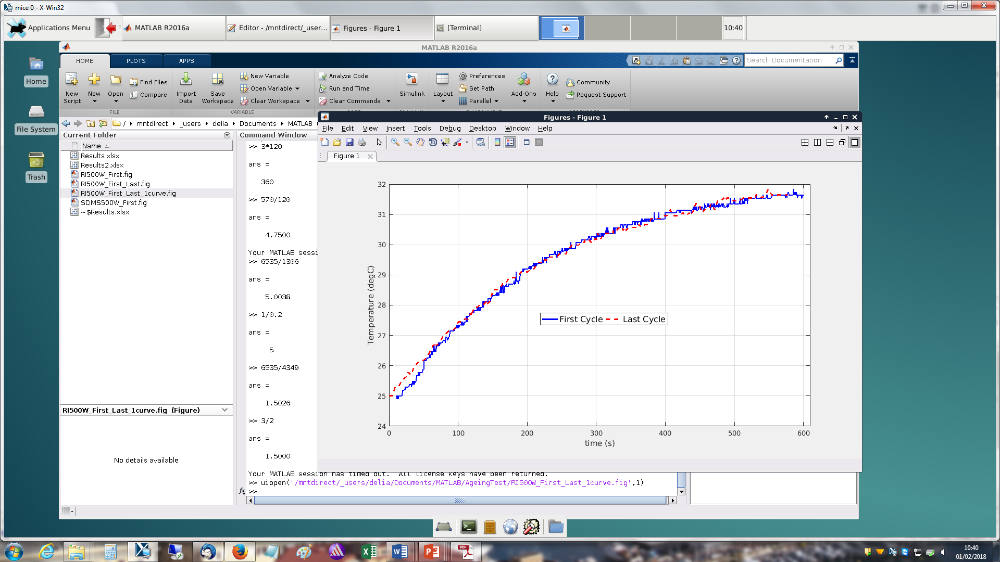 rnice 0 - X-Win32
Applications Menu
MATLAB R2016a
Editor - /mntdirect/_user...
Figures - Figure 1
[Terminal]
10:40
Home
File System
Trash
MATLAB R2016a
HOME
PLOTS
APPS
Search Documentation
New Script
New
Open
Find Files
Compare
FILE
Import Data
Save Workspace
New Variable
Open Variable
Clear Workspace
VARIABLE
Analyze Code
Run and Time
Clear Commands
Simulink
Layout
Preferences
Set Path
Parallel
Add-Ons
Help
Community
Request Support
/ mntdirect _users delia Documents MATLAB
Current Folder
Name
Results.xlsx
Results2.xlsx
RI500W_First.fig
RI500W_First_Last.fig
RI500W_First_Last_1curve.fig
SDMS500W_First.fig
~$Results.xlsx
RI500W_First_Last_1curve.fig (Figure)
No details available
Command Window
>> 3*120
ans =
360
>> 570/120
ans =
4.7500
Your MATLAB sessi
>> 6535/1306
ans =
5.0038
>> 1/0.2
ans =
5
>> 6535/4349
ans =
1.5026
>> 3/2
ans =
1.5000
Your MATLAB session has timed out. All license keys have been returned.
>> uiopen('/mntdirect/_users/delia/Documents/MATLAB/AgeingTest/RI500W_First_Last_1curve.fig',1)
fx >>
Figures - Figure 1
File Edit View Insert Tools Debug Desktop Window Help
Figure 1
32
31
30
29
28
27
26
25
24
Temperature (degC)
0 100 200 300 400 500 600
time (s)
First Cycle
Last Cycle
10:40
01/02/2018